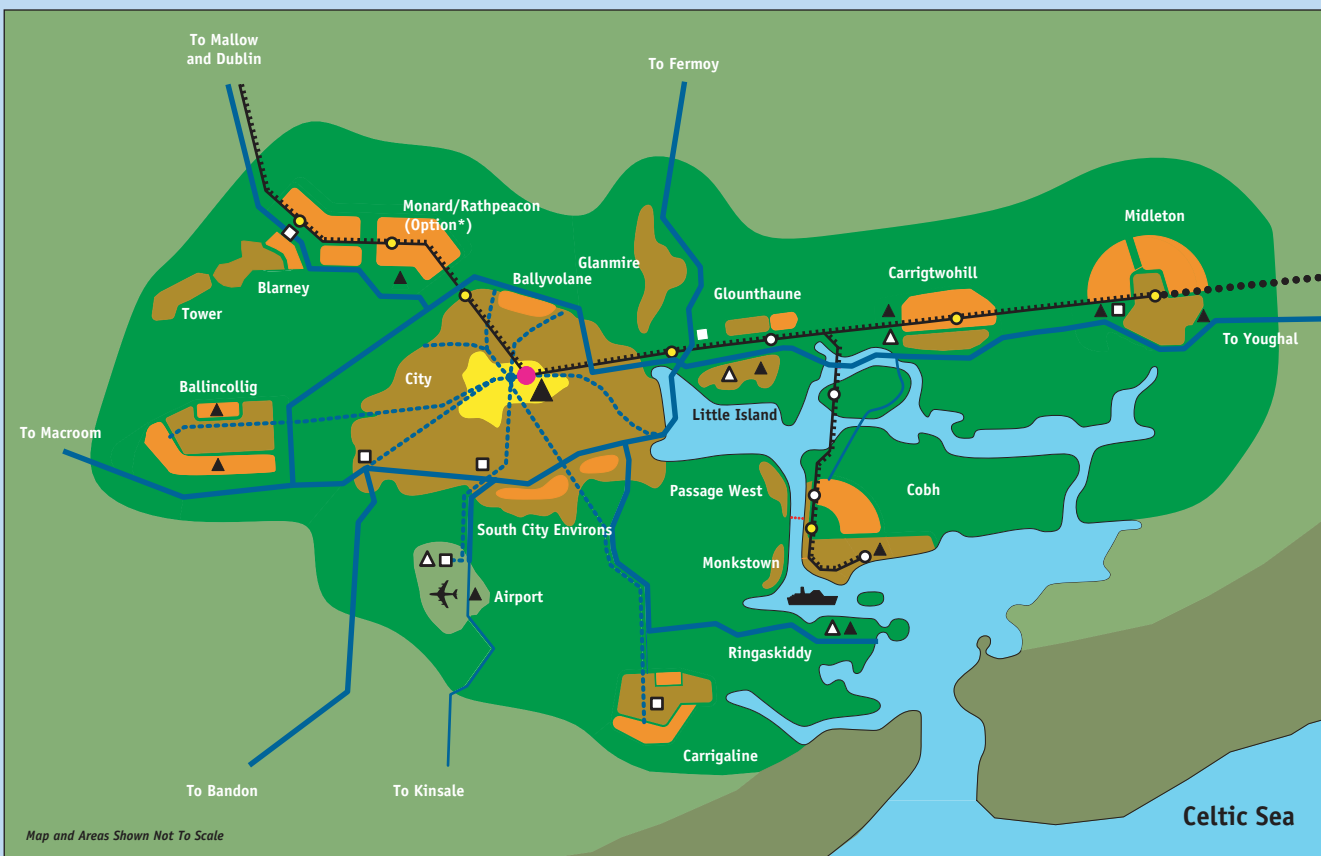 To Mallow
and Dublin
To Fermoy
Monard/Rathpeacon
(Option*)
Midleton
Glanmire
Ballyvolane
Carrigtwohill
Blarney
Glounthaune
Tower
To Youghal
City
Ballincollig
Little Island
To Macroom
Passage West
Cobh
South City Environs
Monkstown
Airport
Ringaskiddy
Carrigaline
To Bandon
To Kinsale
Celtic Sea
Map and Areas Shown Not To Scale